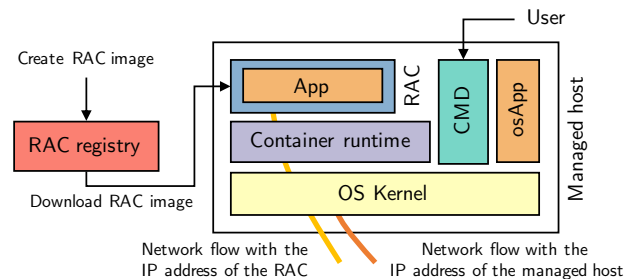 User
Create RAC image
App
RAC
CMD
osApp
Managed host
RAC registry
Container runtime
Download RAC image
OS Kernel
Network flow with the
IP address of the RAC
Network flow with the
IP address of the managed host